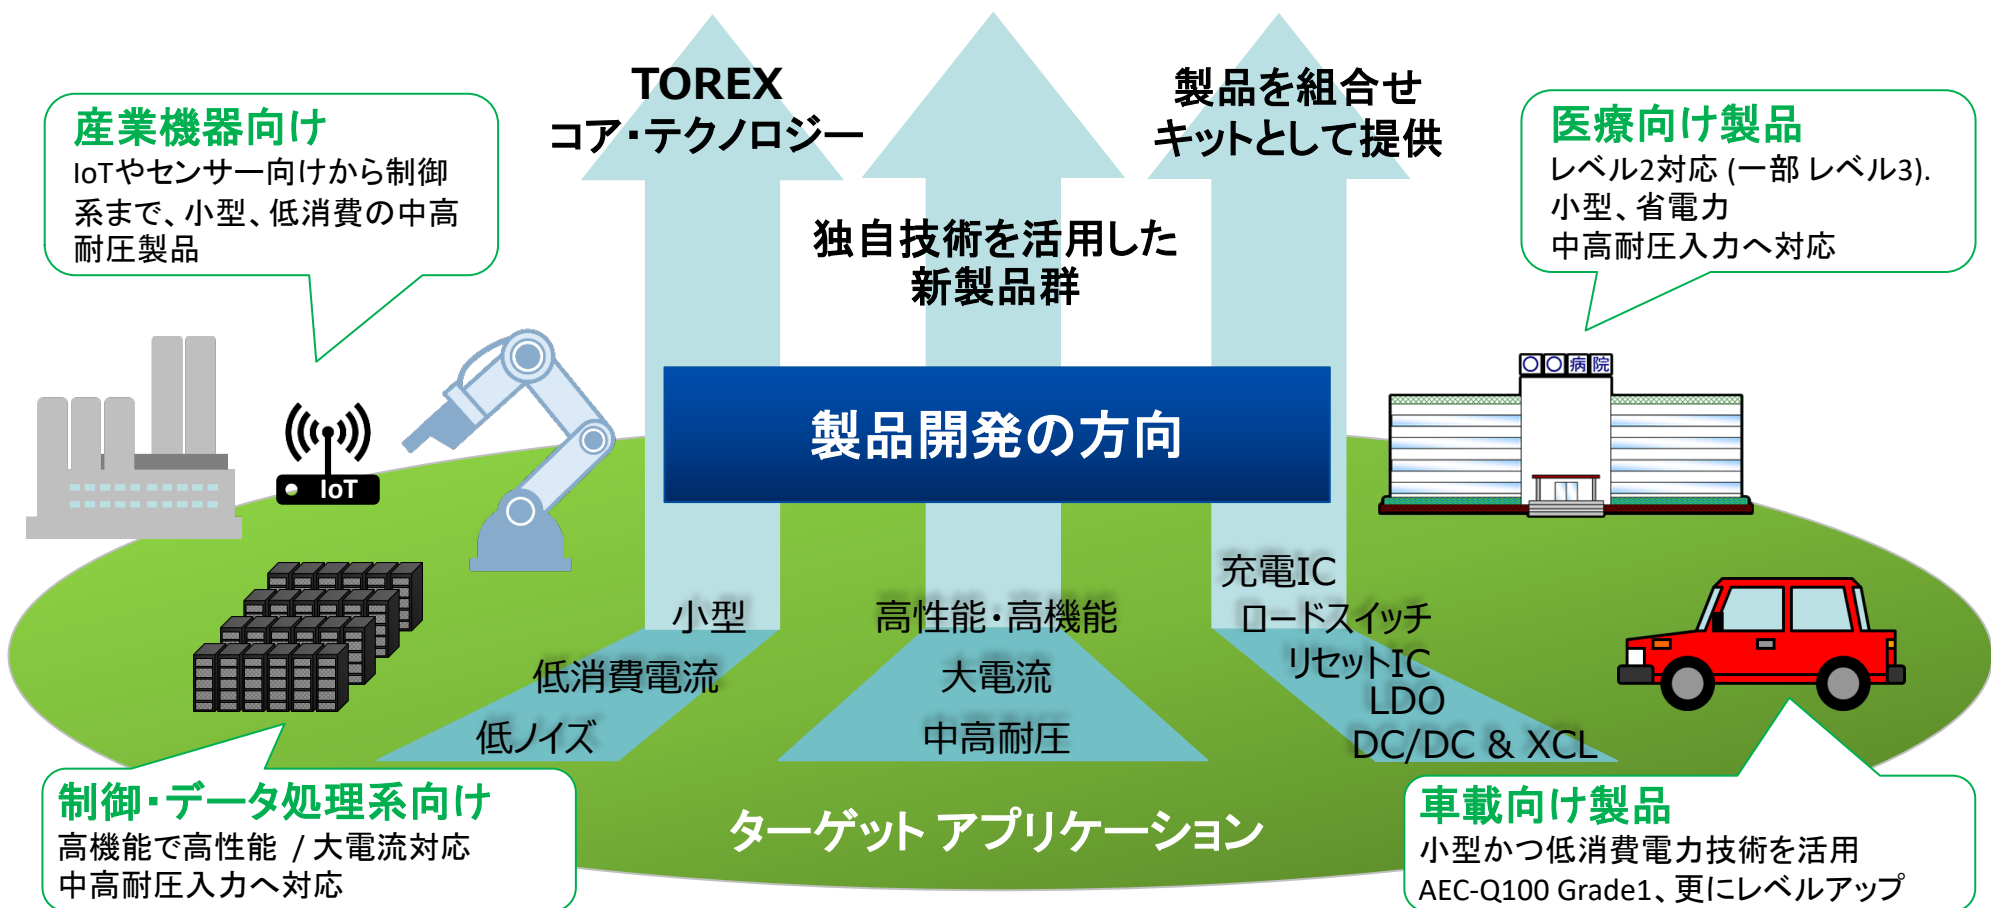 TOREX
コア・テクノロジー
製品を組合せ
キットとして提供
産業機器向け
IoTやセンサー向けから制御
系まで、小型、低消費の中高
耐圧製品
医療向け製品
レベル2対応 (一部 レベル3).
小型、省電力
中高耐圧入力へ対応
独自技術を活用した
新製品群
〇〇病院
製品開発の方向
IoT
小型
低消費電流
低ノイズ
高性能・高機能
大電流
中高耐圧
充電IC
ロードスイッチ
リセットIC
LDO
DC/DC & XCL
制御・データ処理系向け
高機能で高性能 / 大電流対応
中高耐圧入力へ対応
ターゲット アプリケーション
車載向け製品
小型かつ低消費電力技術を活用
AEC-Q100 Grade1、更にレベルアップ